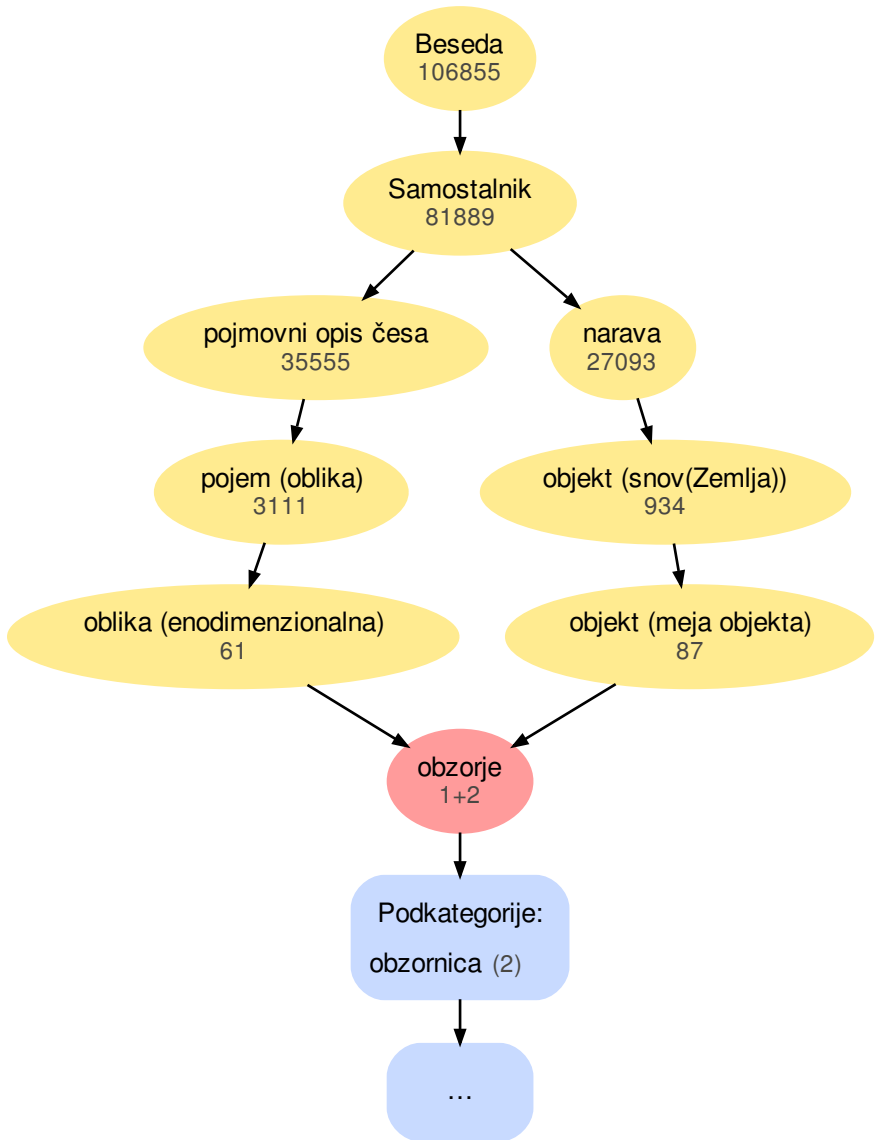 Beseda
106855
Samostalnik
81889
pojmovni opis česa
35555
narava
27093
pojem (oblika)
3111
objekt (snov(Zemlja))
934
oblika (enodimenzionalna)
61
objekt (meja objekta)
87
obzorje
1+2
Podkategorije:
obzornica (2)
...